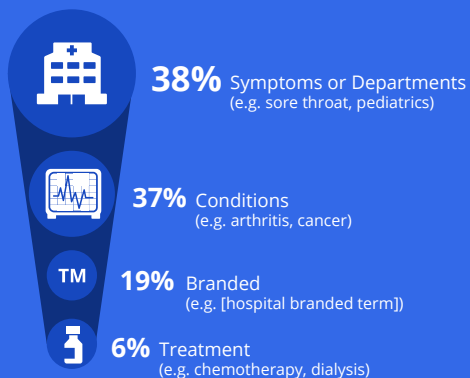 38% Symptoms or Departments
(e.g. sore throat, pediatrics)
37% Conditions
(e.g. arthritis, cancer)
TM
19% Branded
(e.g. [hospital branded term])
6% Treatment
(e.g. chemotherapy, dialysis)